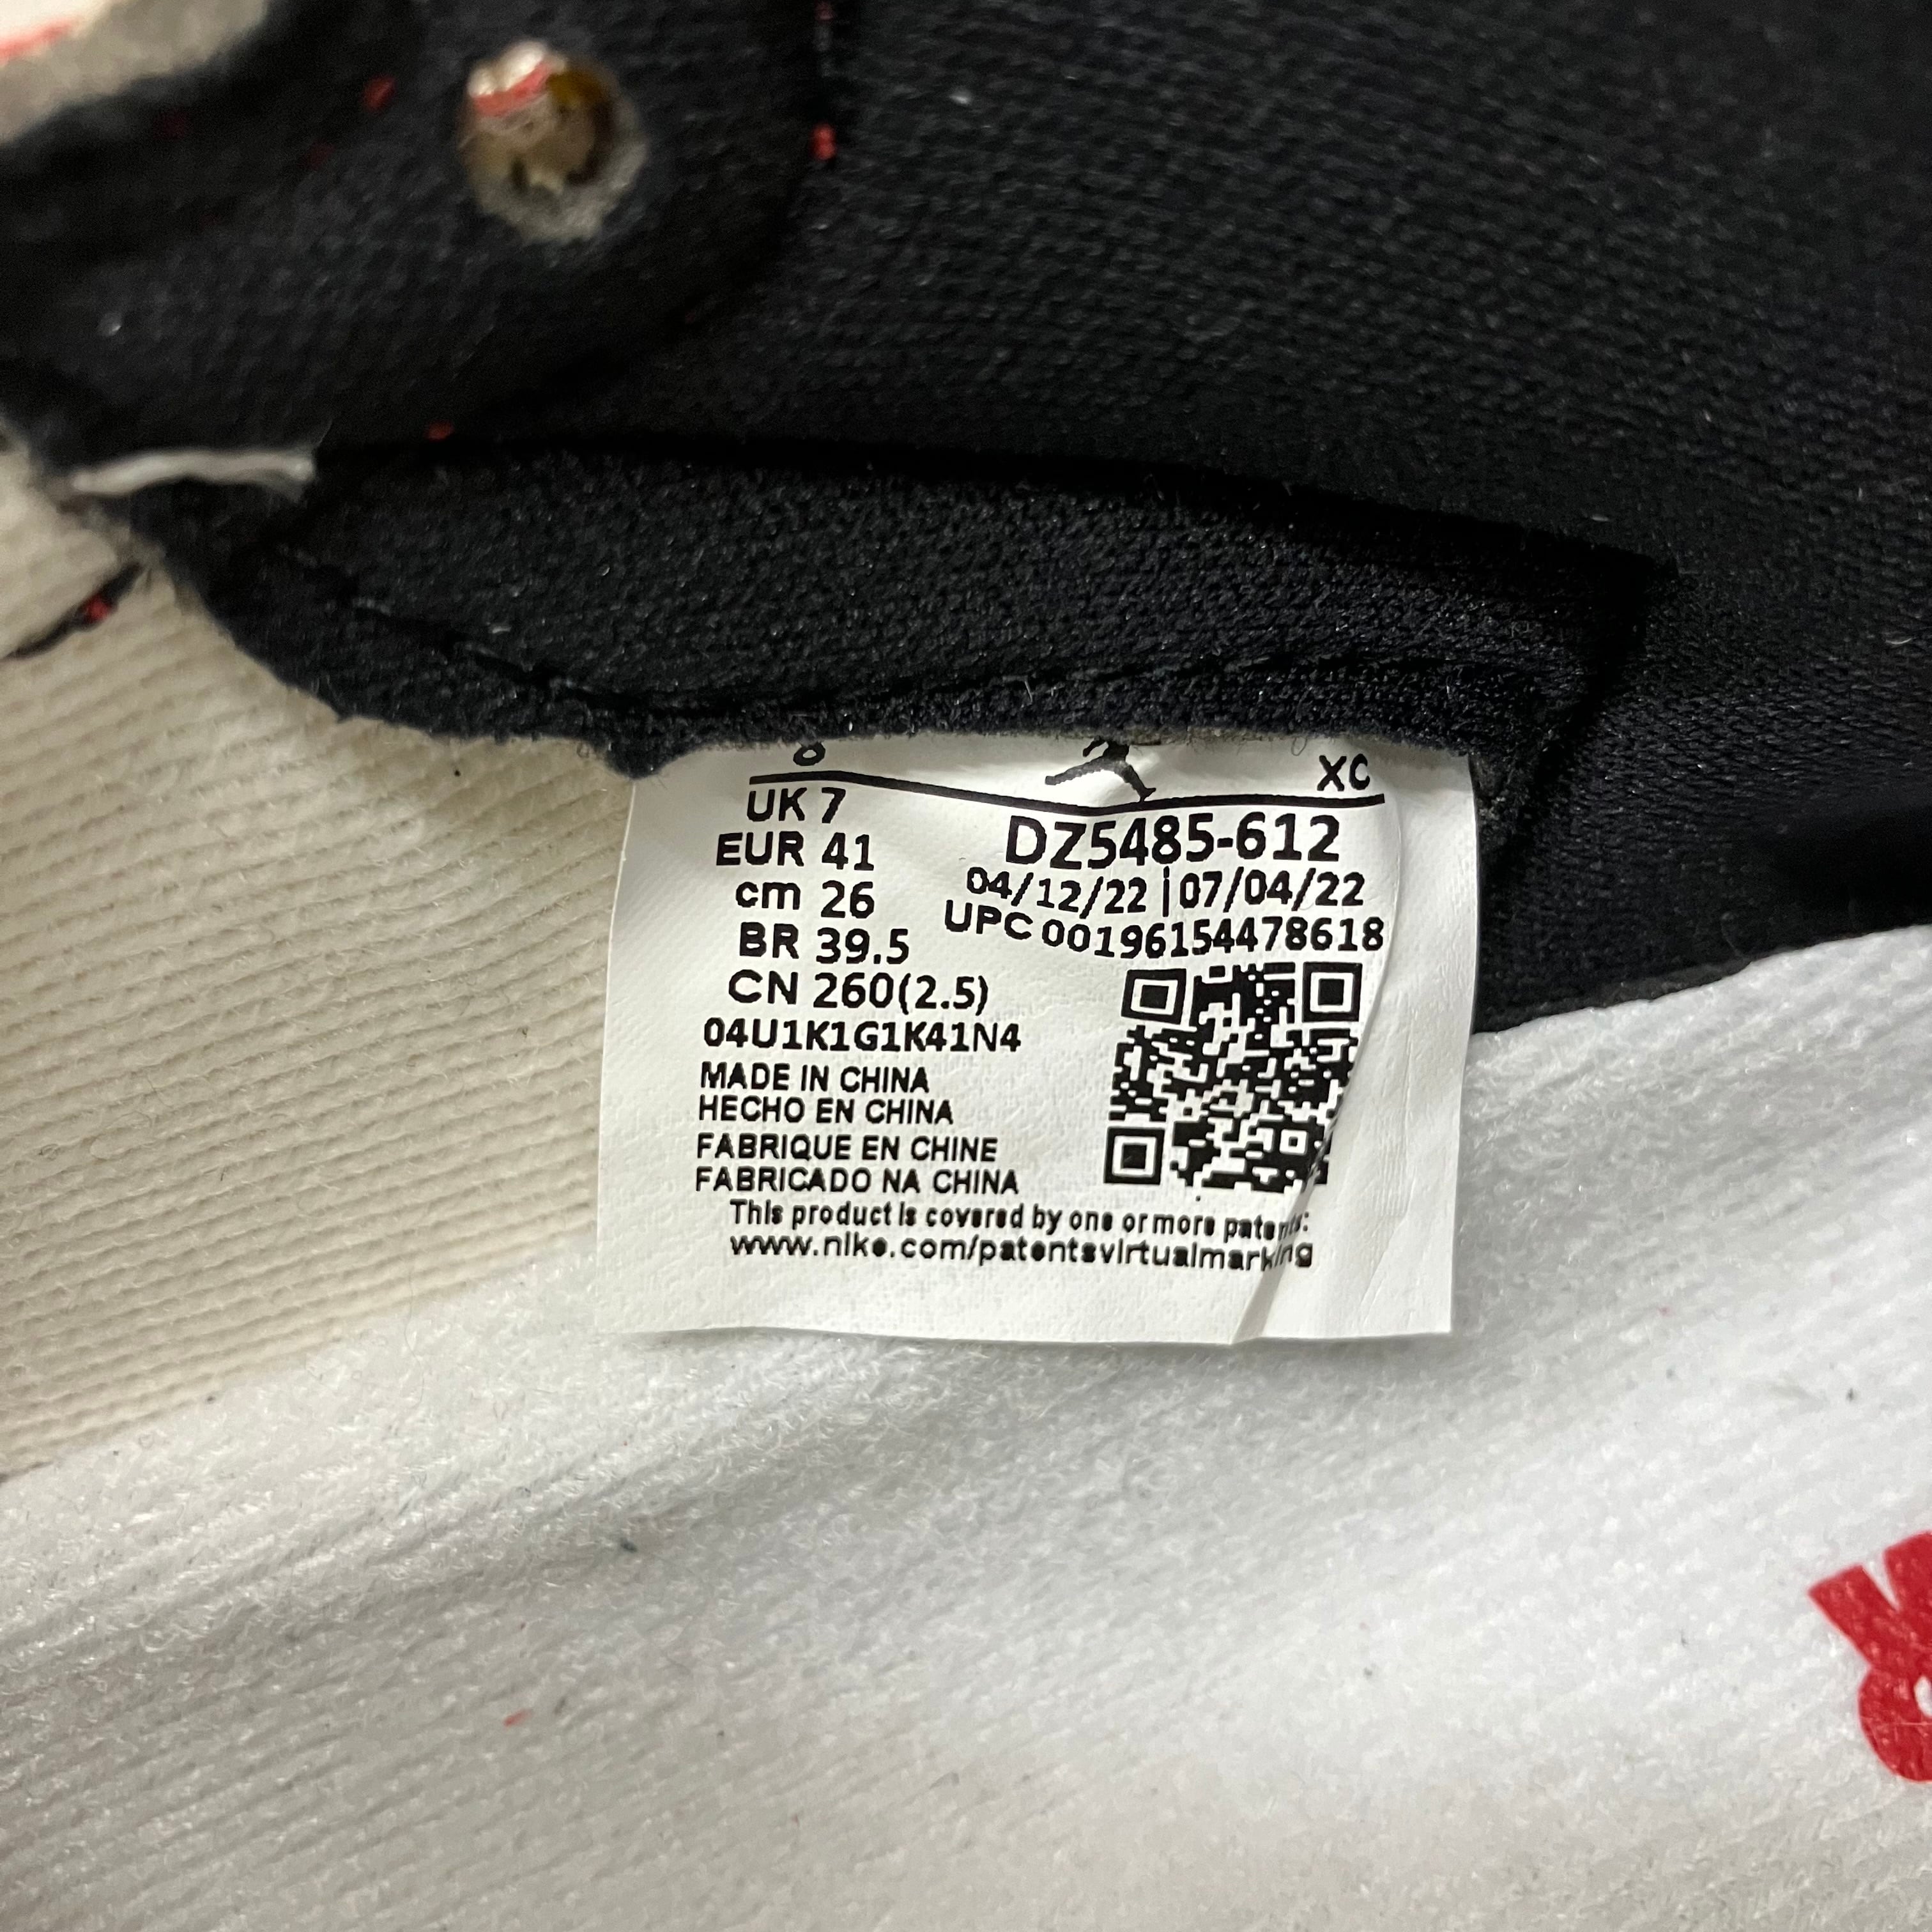 8
XC
UK 7
EUR 41
cm 26
BR 39.5
CN 260(2.5)
DZ5485-612
04/12/22|07/04/22
UPC 00196154478618
04U1K1G1K41N4
MADE IN CHINA
HECHO EN CHINA
FABRIQUE EN CHINE
FABRICADO NA CHINA
This product is covered by one or more patents:
www.nike.com/patentsvirtualmarking